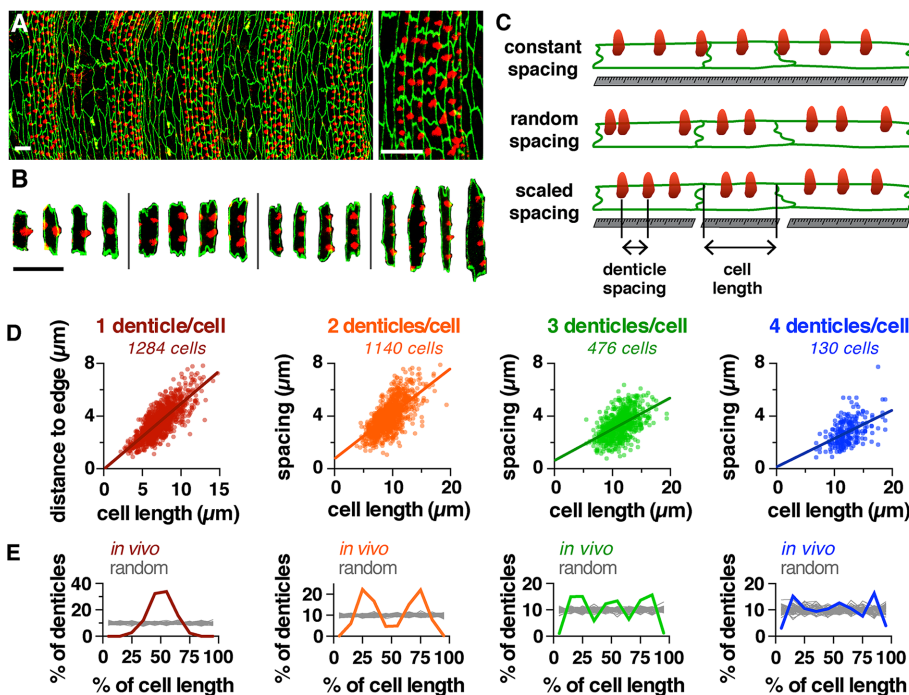 A
B
C
constant
spacing
random
spacing
scaled
spacing
denticle
spacing
cell
length
D
1 denticle/cell
1284 cells
distance to edge (µm)
8
4
0
0 5 10 15
cell length (µm)
2 denticles/cell
1140 cells
spacing (µm)
8
4
0
0 10 20
cell length (µm)
3 denticles/cell
476 cells
spacing (µm)
8
4
0
0 10 20
cell length (µm)
4 denticles/cell
130 cells
spacing (µm)
8
4
0
0 10 20
cell length (µm)
E
in vivo
random
% of denticles
40
20
0
0 25 50 75 100
% of cell length
in vivo
random
% of denticles
20
10
0
0 25 50 75 100
% of cell length
in vivo
random
% of denticles
20
10
0
0 25 50 75 100
% of cell length
in vivo
random
% of denticles
20
10
0
0 25 50 75 100
% of cell length